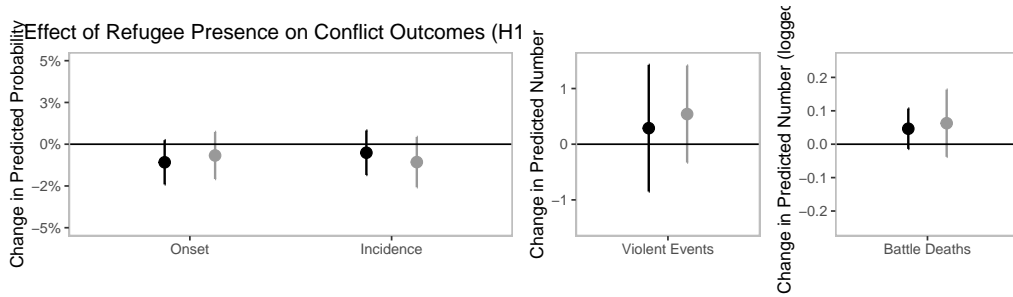 Effect of Refugee Presence on Conflict Outcomes (H1
Change in Predicted Probability
5%
3%
0%
−2%
−5%
Onset
Incidence
Change in Predicted Number
1
0
−1
Violent Events
Change in Predicted Number (logged
0.2
0.1
0.0
−0.1
−0.2
Battle Deaths